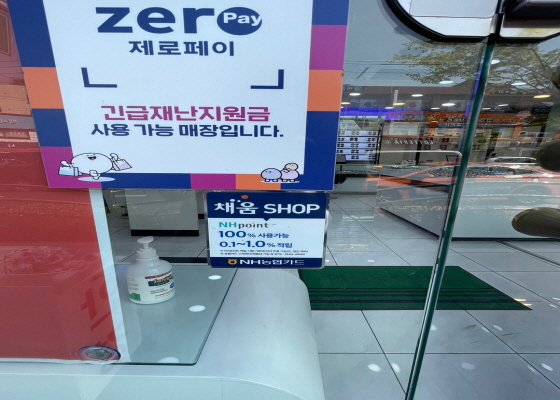 zero Pay
제로페이
긴급재난지원금
사용 가능 매장입니다.
채움 SHOP
NHpoint
100% 사용가능
0.1~1.0% 적립
NH농협카드